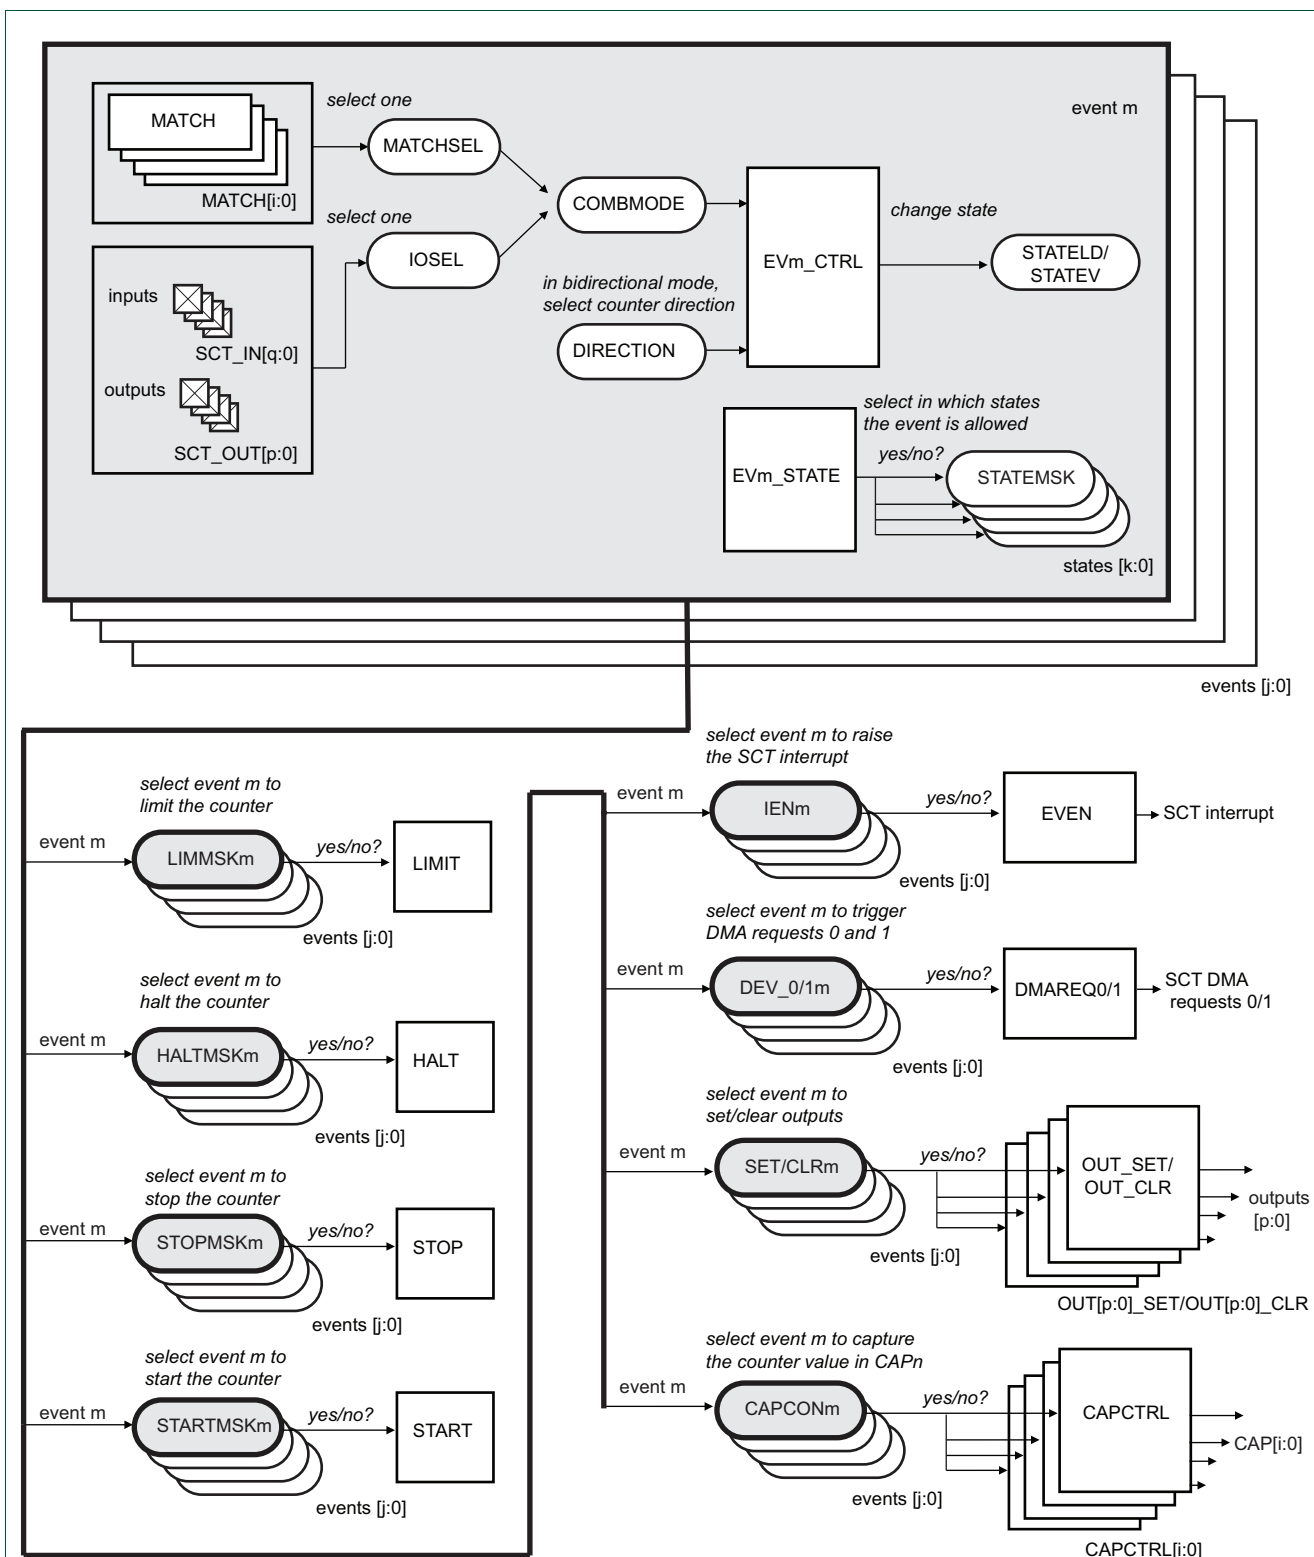 event m
select one
MATCH
MATCHSEL
MATCH[i:0]
select one
COMBMODE
change state
IOSEL
EVm_CTRL
STATELD/
STATEV
inputs
in bidirectional mode,
select counter direction
SCT_IN[q:0]
DIRECTION
outputs
SCT_OUT[p:0]
select in which states
the event is allowed
yes/no?
EVm_STATE
STATEMSK
states [k:0]
events [j:0]
select event m to
limit the counter
event m
LIMMSKm
yes/no?
LIMIT
events [j:0]
select event m to
halt the counter
event m
HALTMSKm
yes/no?
HALT
events [j:0]
select event m to
stop the counter
event m
STOPMSKm
yes/no?
STOP
events [j:0]
select event m to
start the counter
event m
STARTMSKm
yes/no?
START
events [j:0]
select event m to raise
the SCT interrupt
event m
IENm
yes/no?
EVEN
SCT interrupt
events [j:0]
select event m to trigger
DMA requests 0 and 1
event m
DEV_0/1m
yes/no?
DMAREQ0/1
SCT DMA
requests 0/1
events [j:0]
select event m to
set/clear outputs
event m
SET/CLRm
yes/no?
OUT_SET/
OUT_CLR
outputs
[p:0]
events [j:0]
OUT[p:0]_SET/OUT[p:0]_CLR
select event m to capture
the counter value in CAPn
event m
CAPCONm
yes/no?
CAPCTRL
CAP[i:0]
events [j:0]
CAPCTRL[i:0]